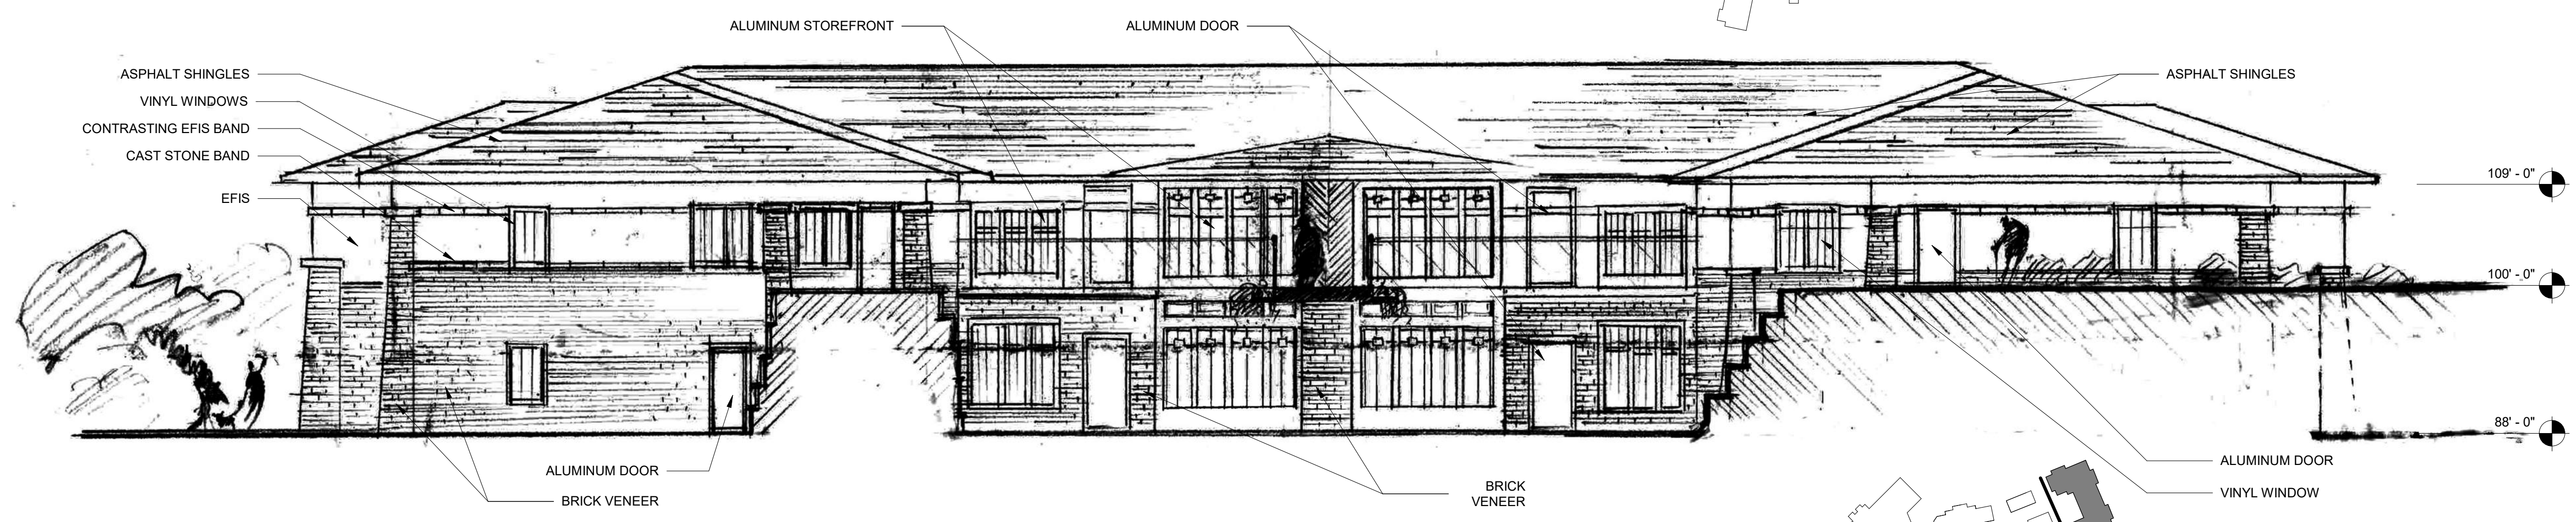 ALUMINUM STOREFRONT
ALUMINUM DOOR
ASPHALT SHINGLES
VINYL WINDOWS
CONTRASTING EFIS BAND
CAST STONE BAND
EFIS
ASPHALT SHINGLES
109' - 0"
100' - 0"
88' - 0"
ALUMINUM DOOR
BRICK VENEER
BRICK
VENEER
ALUMINUM DOOR
VINYL WINDOW